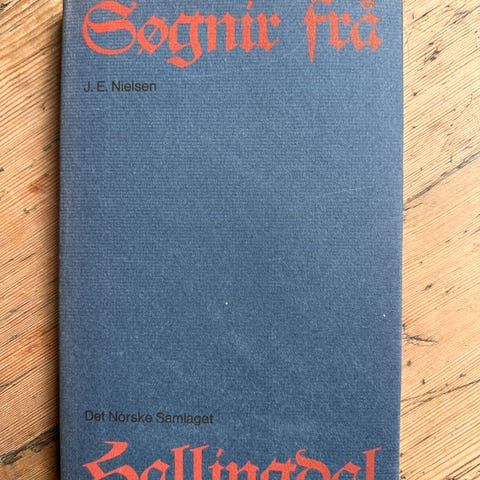 Søgnir frå
J. E. Nielsen
Det Norske Samlaget
Hallingdal